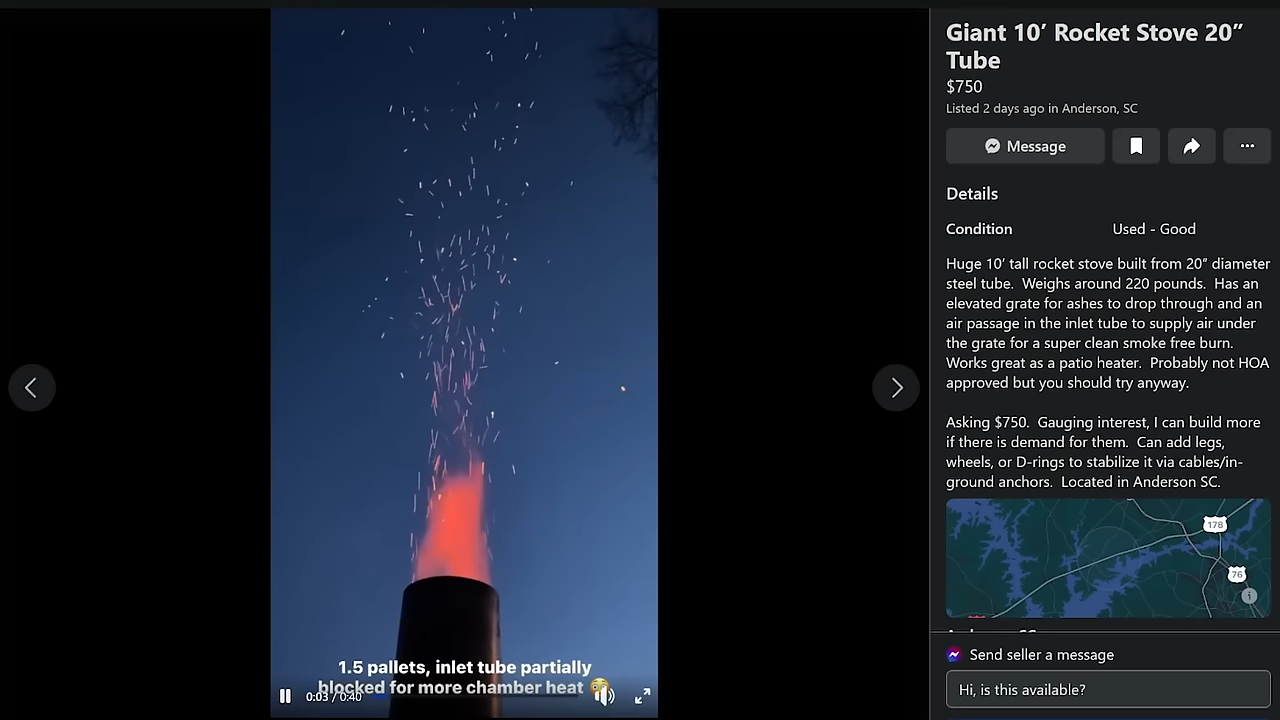 Giant 10’ Rocket Stove 20”
Tube
$750
Listed 2 days ago in Anderson, SC
Message
Details
Condition Used - Good
Huge 10’ tall rocket stove built from 20” diameter
steel tube. Weighs around 220 pounds. Has an
elevated grate for ashes to drop through and an
air passage in the inlet tube to supply air under
the grate for a super clean smoke free burn.
Works great as a patio heater. Probably not HOA
approved but you should try anyway.
Asking $750. Gauging interest, I can build more
if there is demand for them. Can add legs,
wheels, or D-rings to stabilize it via cables/in-
ground anchors. Located in Anderson SC.
178
76
Send seller a message
Hi, is this available?
1.5 pallets, inlet tube partially
blocked for more chamber heat 😳
0:03 / 0:40